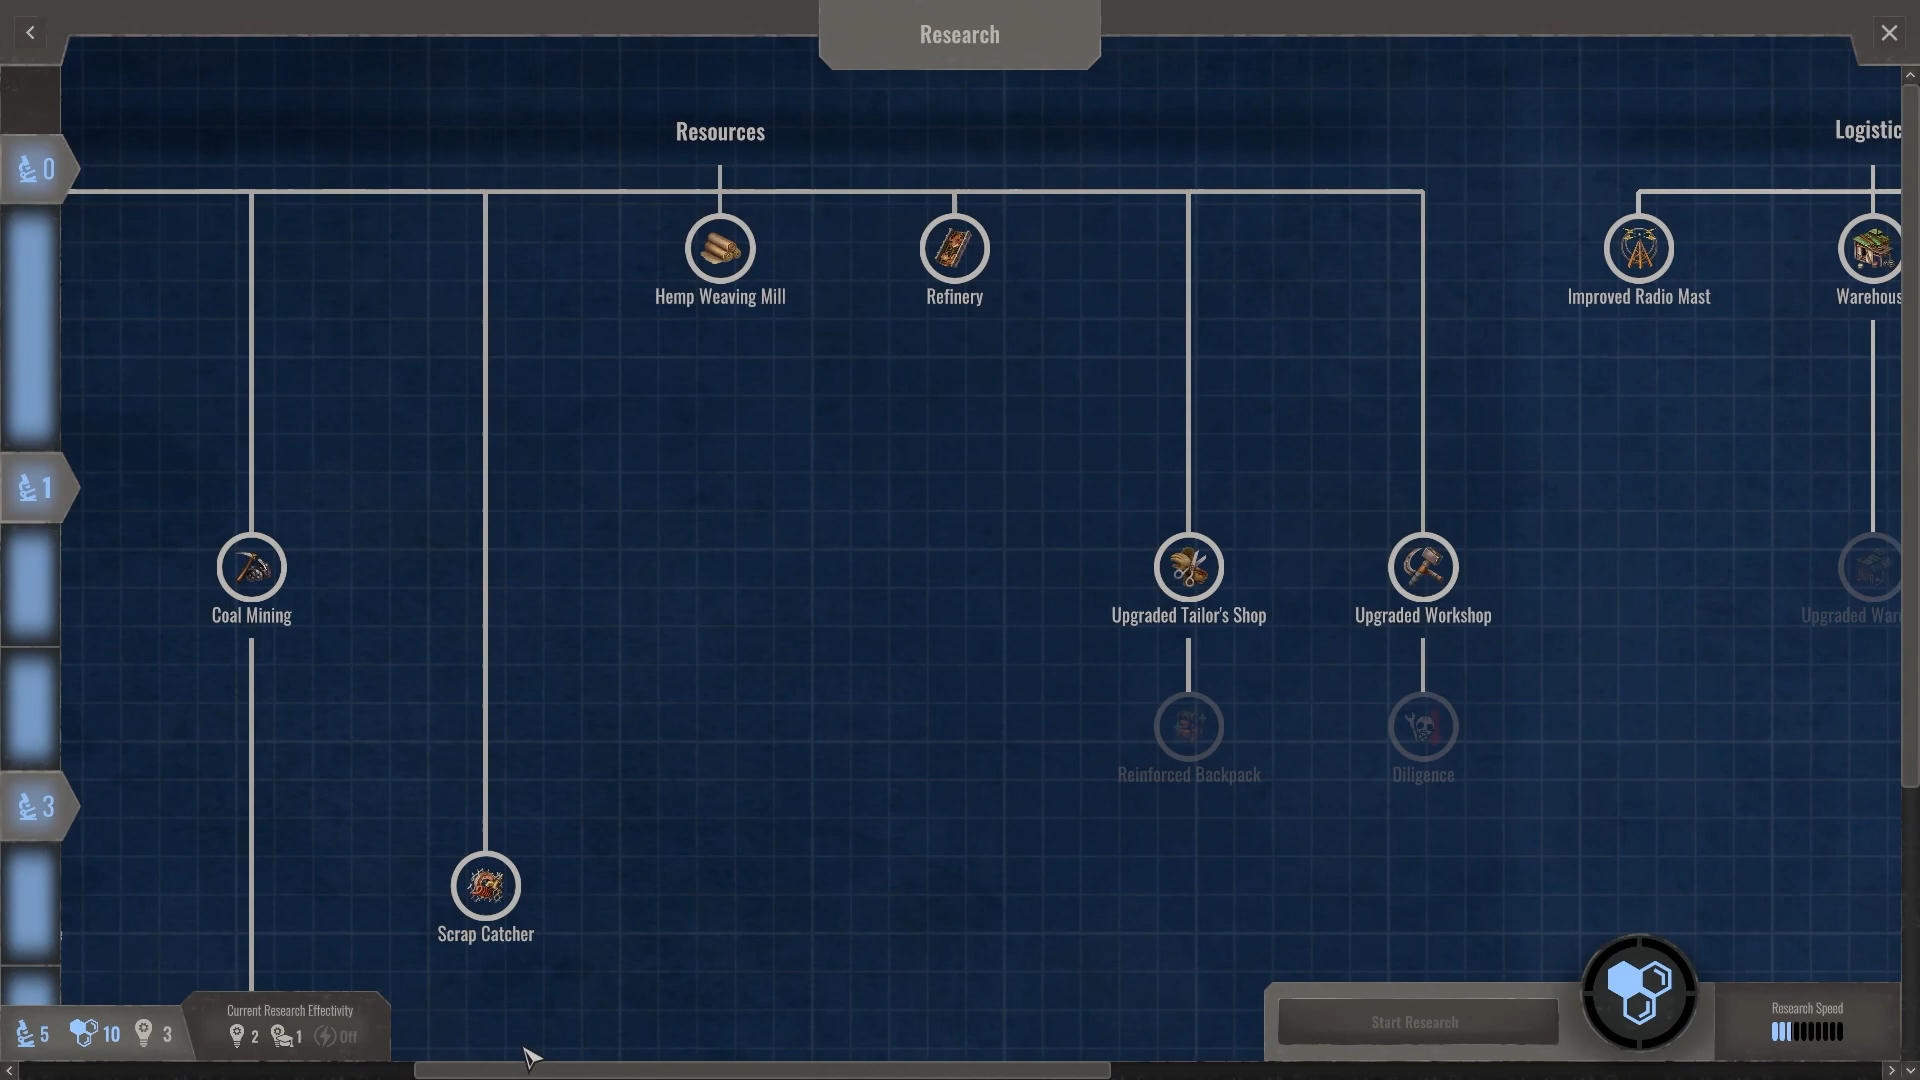 Research
Resources
Logistic
0
Hemp Weaving Mill
Refinery
Improved Radio Mast
Warehous
1
Coal Mining
Upgraded Tailor's Shop
Upgraded Workshop
Upgraded Ware
Reinforced Backpack
Diligence
3
Scrap Catcher
Current Research Effectivity
5
10
3
2
1
Off
Start Research
Research Speed